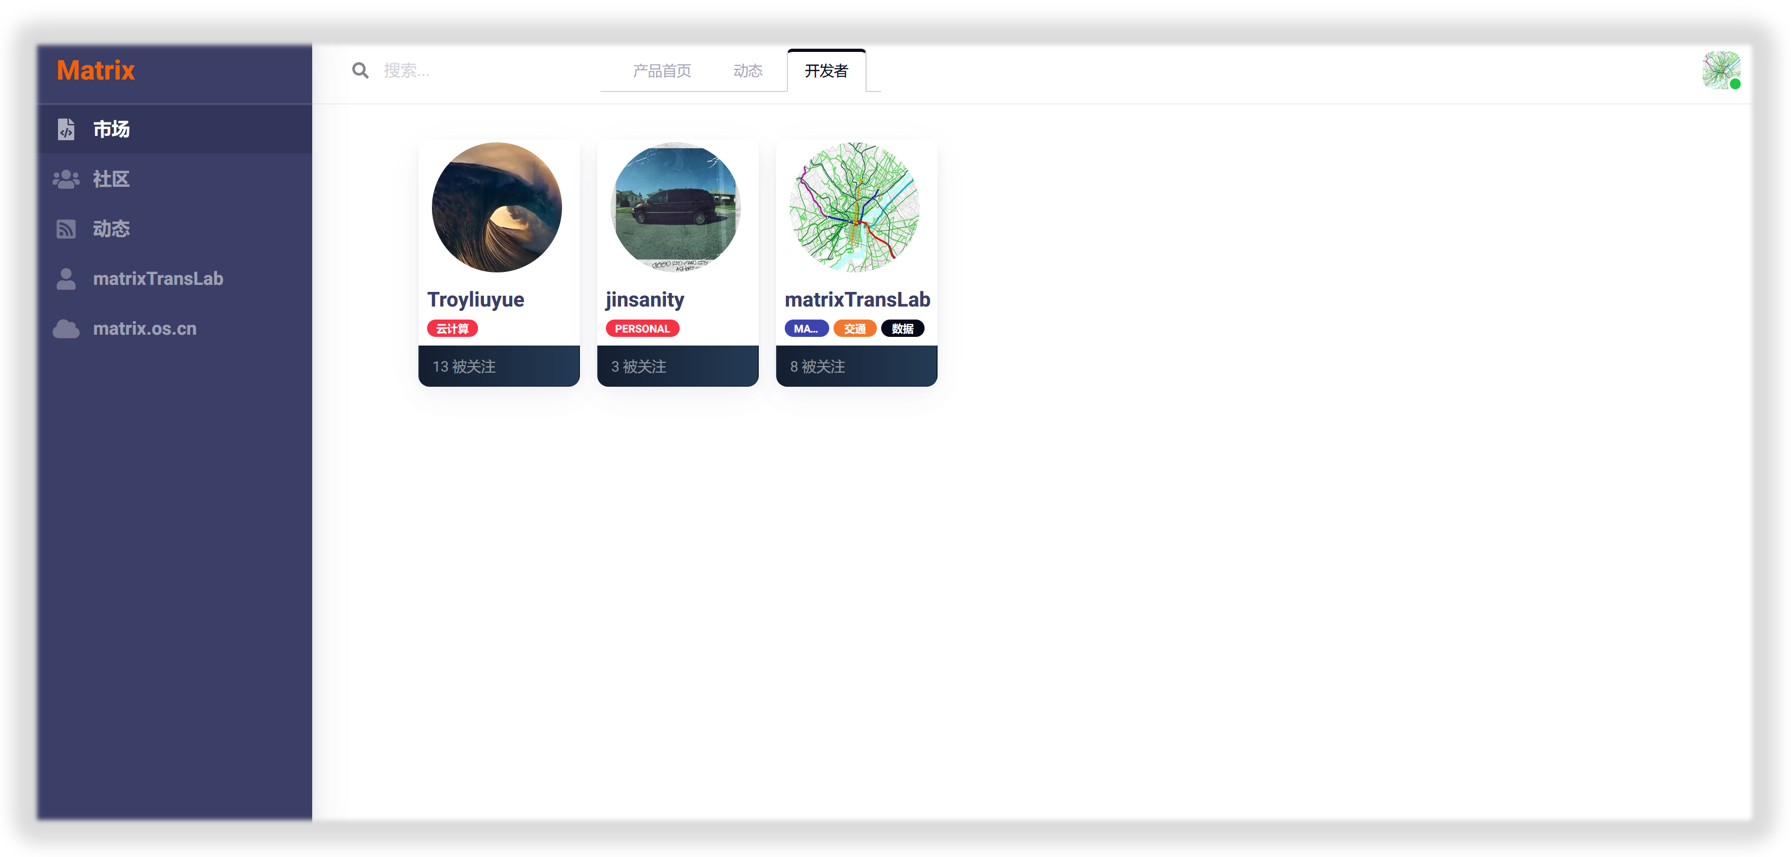 Matrix
搜索...
产品首页
动态
开发者
市场
社区
动态
matrixTransLab
matrix.os.cn
Troyliuyue
云计算
13 被关注
jinsanity
PERSONAL
3 被关注
matrixTransLab
MA... 交通 数据
8 被关注